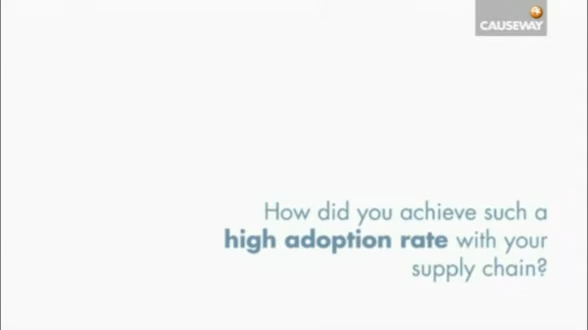 CAUSEWAY
How did you achieve such a
high adoption rate with your
supply chain?